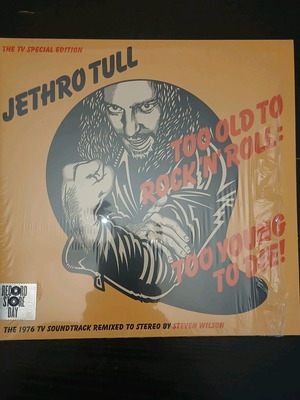 THE TV SPECIAL EDITION
JETHRO TULL
TOO OLD TO
ROCK 'N' ROLL:
TOO YOUNG
TO DIE!
RECORD
STORE
DAY
THE 1976 TV SOUNDTRACK REMIXED TO STEREO BY STEVEN WILSON